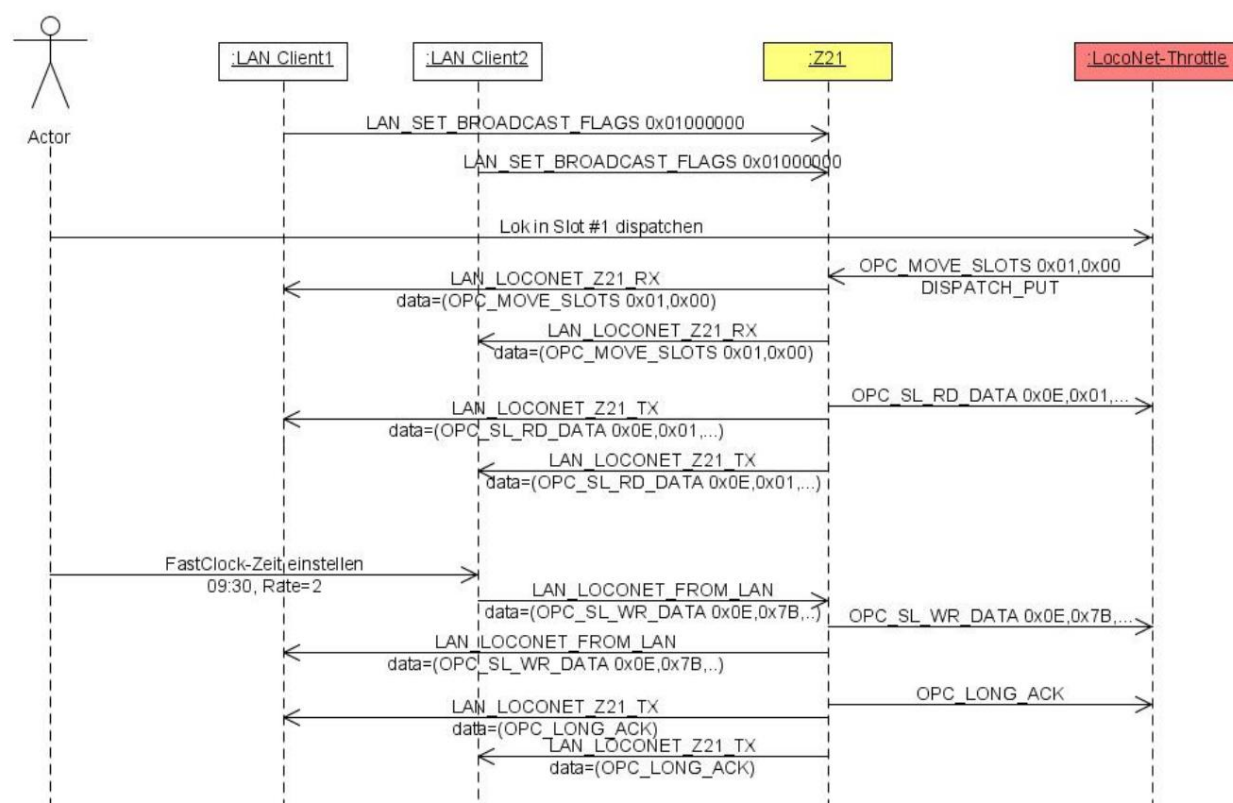 :LAN Client1
:LAN Client2
:Z21
:LocoNet-Throttle
Actor
LAN_SET_BROADCAST_FLAGS 0x01000000
LAN_SET_BROADCAST_FLAGS 0x01000000
Lok in Slot #1 dispatchen
OPC_MOVE_SLOTS 0x01,0x00
DISPATCH_PUT
LAN_LOCONET_Z21_RX
data=(OPC_MOVE_SLOTS 0x01,0x00)
LAN_LOCONET_Z21_RX
data=(OPC_MOVE_SLOTS 0x01,0x00)
OPC_SL_RD_DATA 0x0E,0x01,...
LAN_LOCONET_Z21_TX
data=(OPC_SL_RD_DATA 0x0E,0x01,...)
LAN_LOCONET_Z21_TX
data=(OPC_SL_RD_DATA 0x0E,0x01,...)
FastClock-Zeit einstellen
09:30, Rate=2
LAN_LOCONET_FROM_LAN
data=(OPC_SL_WR_DATA 0x0E,0x7B,..)
OPC_SL_WR_DATA 0x0E,0x7B,...
LAN_LOCONET_FROM_LAN
data=(OPC_SL_WR_DATA 0x0E,0x7B,..)
OPC_LONG_ACK
LAN_LOCONET_Z21_TX
data=(OPC_LONG_ACK)
LAN_LOCONET_Z21_TX
data=(OPC_LONG_ACK)